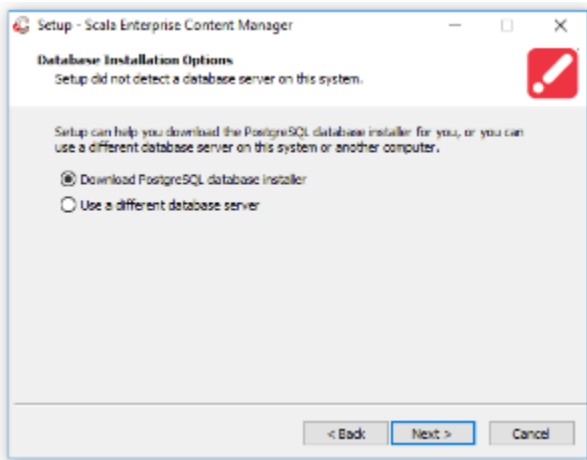 Setup - Scala Enterprise Content Manager
Database Installation Options
Setup did not detect a database server on this system.
Setup can help you download the PostgreSQL database installer for you, or you can
use a different database server on this system or another computer.
Download PostgreSQL database installer
Use a different database server
< Back Next > Cancel